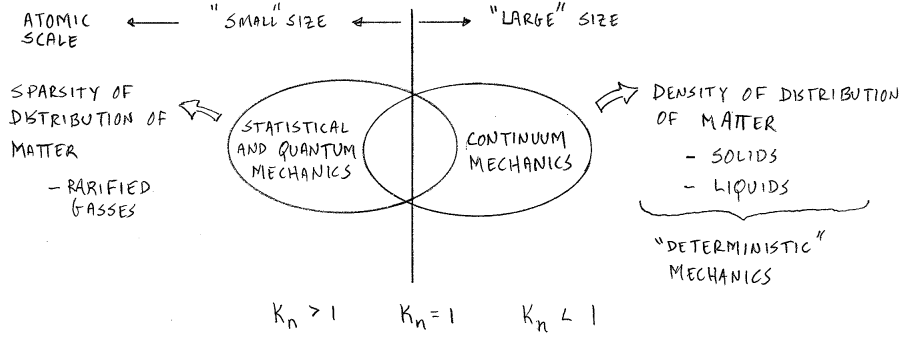 ATOMIC SCALE
"SMALL" SIZE
"LARGE" SIZE
SPARSITY OF
DISTRIBUTION OF
MATTER
- RARIFIED
GASSES
STATISTICAL
AND QUANTUM
MECHANICS
CONTINUUM
MECHANICS
DENSITY OF DISTRIBUTION
OF MATTER
- SOLIDS
- LIQUIDS
"DETERMINISTIC"
MECHANICS
Kn > 1
Kn = 1
Kn < 1